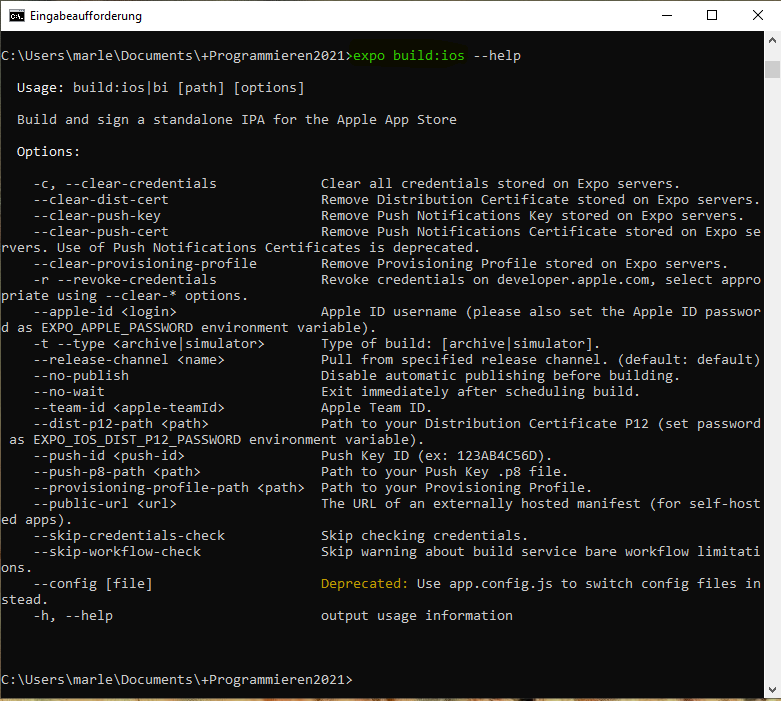 Eingabeaufforderung
C:\Users\marle\Documents\+Programmieren2021>expo build:ios --help
Usage: build:ios|bi [path] [options]
Build and sign a standalone IPA for the Apple App Store
Options:
-c, --clear-credentials Clear all credentials stored on Expo servers.
--clear-dist-cert Remove Distribution Certificate stored on Expo servers.
--clear-push-key Remove Push Notifications Key stored on Expo servers.
--clear-push-cert Remove Push Notifications Certificate stored on Expo se
rvers. Use of Push Notifications Certificates is deprecated.
--clear-provisioning-profile Remove Provisioning Profile stored on Expo servers.
-r --revoke-credentials Revoke credentials on developer.apple.com, select appro
priate using --clear-* options.
--apple-id <login> Apple ID username (please also set the Apple ID passwor
d as EXPO_APPLE_PASSWORD environment variable).
-t --type <archive|simulator> Type of build: [archive|simulator].
--release-channel <name> Pull from specified release channel. (default: default)
--no-publish Disable automatic publishing before building.
--no-wait Exit immediately after scheduling build.
--team-id <apple-teamId> Apple Team ID.
--dist-p12-path <path> Path to your Distribution Certificate P12 (set password
as EXPO_IOS_DIST_P12_PASSWORD environment variable).
--push-id <push-id> Push Key ID (ex: 123AB4C56D).
--push-p8-path <path> Path to your Push Key .p8 file.
--provisioning-profile-path <path> Path to your Provisioning Profile.
--public-url <url> The URL of an externally hosted manifest (for self-host
ed apps).
--skip-credentials-check Skip checking credentials.
--skip-workflow-check Skip warning about build service bare workflow limitati
ons.
--config [file] Deprecated: Use app.config.js to switch config files in
stead.
-h, --help output usage information
C:\Users\marle\Documents\+Programmieren2021>